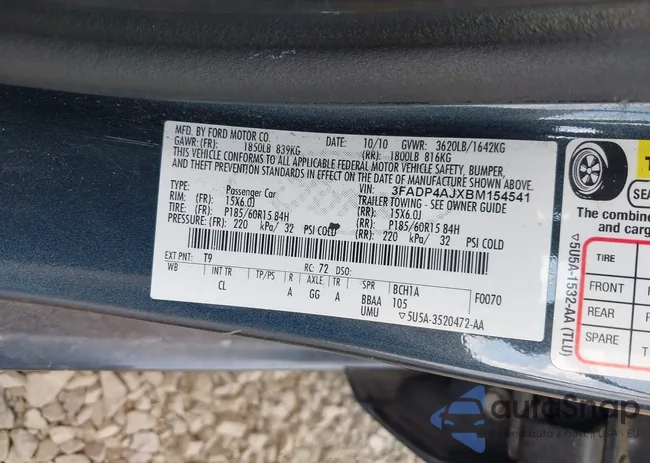 MFD. BY FORD MOTOR CO.
DATE: 10/10 GVWR: 3620LB/1642KG
GAWR: (FR): 1850LB 839KG (RR): 1800LB 816KG
THIS VEHICLE CONFORMS TO ALL APPLICABLE FEDERAL MOTOR VEHICLE SAFETY, BUMPER,
AND THEFT PREVENTION STANDARDS IN EFFECT ON THE DATE OF MANUFACTURE SHOWN ABOVE.
VIN: 3FADP4AJXBM154541
TYPE: Passenger Car TRAILER TOWING - SEE OWNER GUIDE
RIM: (FR): 15X6.0J (RR): 15X6.0J
TIRE: (FR): P185/60R15 84H (RR): P185/60R15 84H
PRESSURE: (FR): 220 kPa/ 32 PSI COLD (RR): 220 kPa/ 32 PSI COLD
EXT PNT: T9 RC: 72 DSO: F0070
WB INT TR TP/PS R AXLE TR SPR BCH1A
CL A GG A BBAA 105
UMU ▽5U5A-3520472-AA
SEA
The combine
and carg
TIRE
FRONT
REAR
SPARE
▽5U5A-1532-AA (TLU)
autoSnap